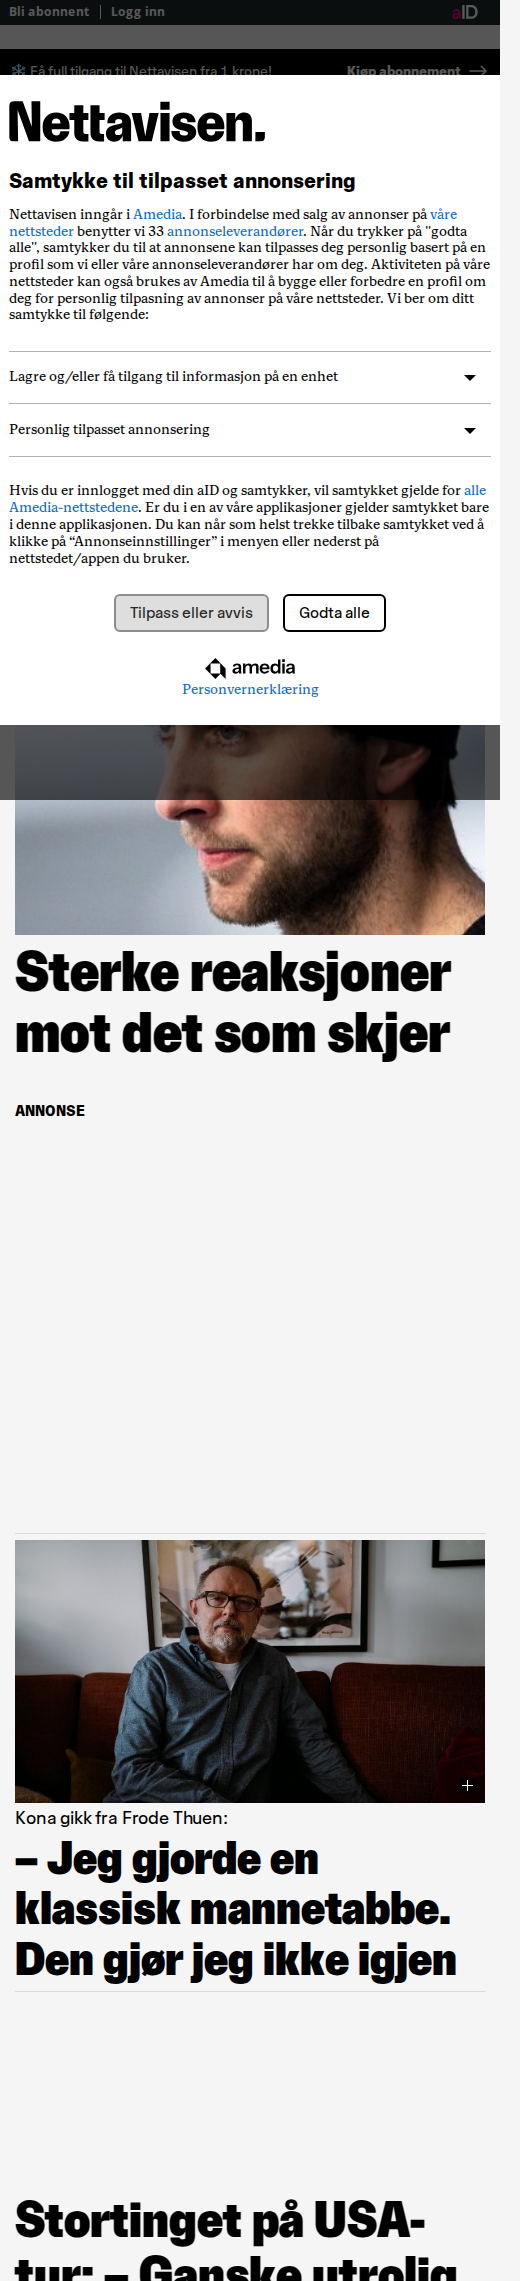 Bli abonnent | Logg inn
aID
Få full tilgang til Nettavisen fra 1 krone!
Kjøp abonnement →
Nettavisen.
Samtykke til tilpasset annonsering
Nettavisen inngår i Amedia. I forbindelse med salg av annonser på våre
nettsteder benytter vi 33 annonseleverandører. Når du trykker på "godta
alle", samtykker du til at annonsene kan tilpasses deg personlig basert på en
profil som vi eller våre annonseleverandører har om deg. Aktiviteten på våre
nettsteder kan også brukes av Amedia til å bygge eller forbedre en profil om
deg for personlig tilpasning av annonser på våre nettsteder. Vi ber om ditt
samtykke til følgende:
Lagre og/eller få tilgang til informasjon på en enhet
Personlig tilpasset annonsering
Hvis du er innlogget med din aID og samtykker, vil samtykket gjelde for alle
Amedia-nettstedene. Er du i en av våre applikasjoner gjelder samtykket bare
i denne applikasjonen. Du kan når som helst trekke tilbake samtykket ved å
klikke på “Annonseinnstillinger” i menyen eller nederst på
nettstedet/appen du bruker.
Tilpass eller avvis
Godta alle
amedia
Personvernerklæring
Sterke reaksjoner
mot det som skjer
ANNONSE
Kona gikk fra Frode Thuen:
– Jeg gjorde en
klassisk mannetabbe.
Den gjør jeg ikke igjen
Stortinget på USA-
tur: – Ganske utrolig